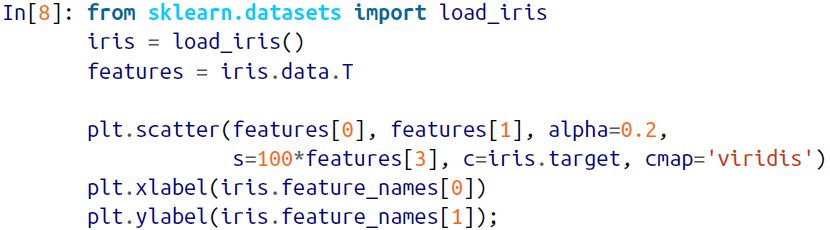 In[8]: from sklearn.datasets import load_iris
iris = load_iris()
features = iris.data.T
plt.scatter(features[0], features[1], alpha=0.2,
s=100*features[3], c=iris.target, cmap='viridis')
plt.xlabel(iris.feature_names[0])
plt.ylabel(iris.feature_names[1]);